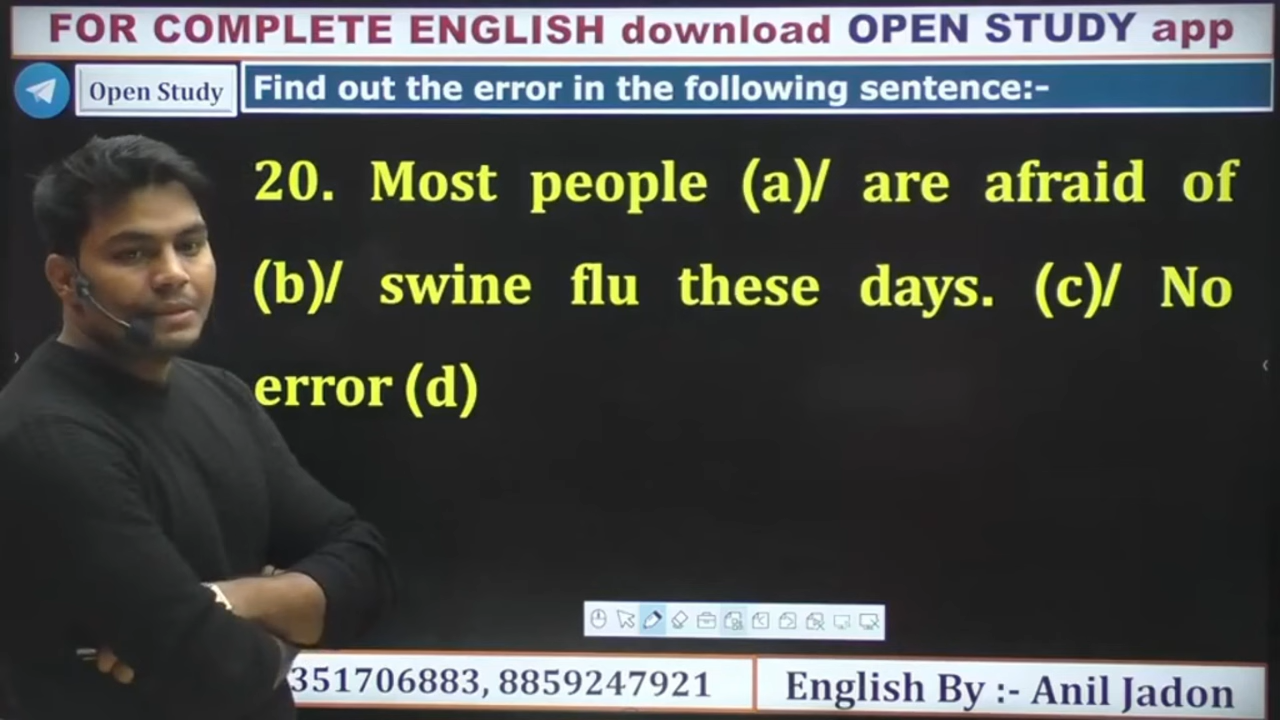 FOR COMPLETE ENGLISH download OPEN STUDY app
Open Study
Find out the error in the following sentence:-
20. Most people (a)/ are afraid of
(b)/ swine flu these days. (c)/ No
error (d)
351706883, 8859247921
English By :- Anil Jadon